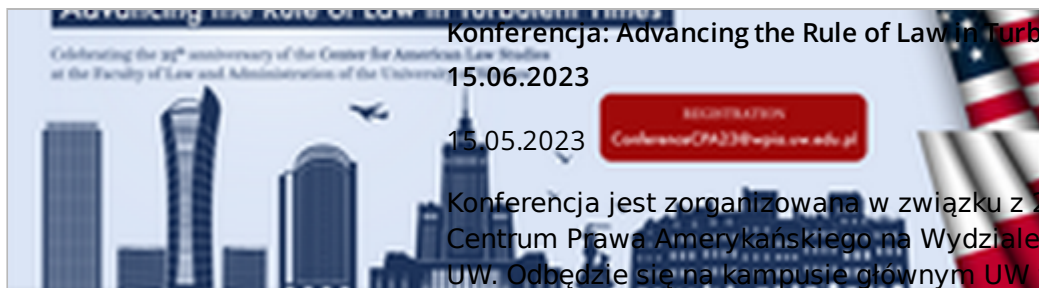 Advancing the Rule of Law in Turbulent Times
Celebrating the 25th anniversary of the Center for American Law Studies
at the Faculty of Law and Administration of the University
Konferencja: Advancing the Rule of Law in Turb
15.06.2023
REGISTRATION
ConferenceCPA23@wpia.uw.edu.pl
15.05.2023
Konferencja jest zorganizowana w związku z 2
Centrum Prawa Amerykańskiego na Wydziale
UW. Odbędzie się na kampusie głównym UW